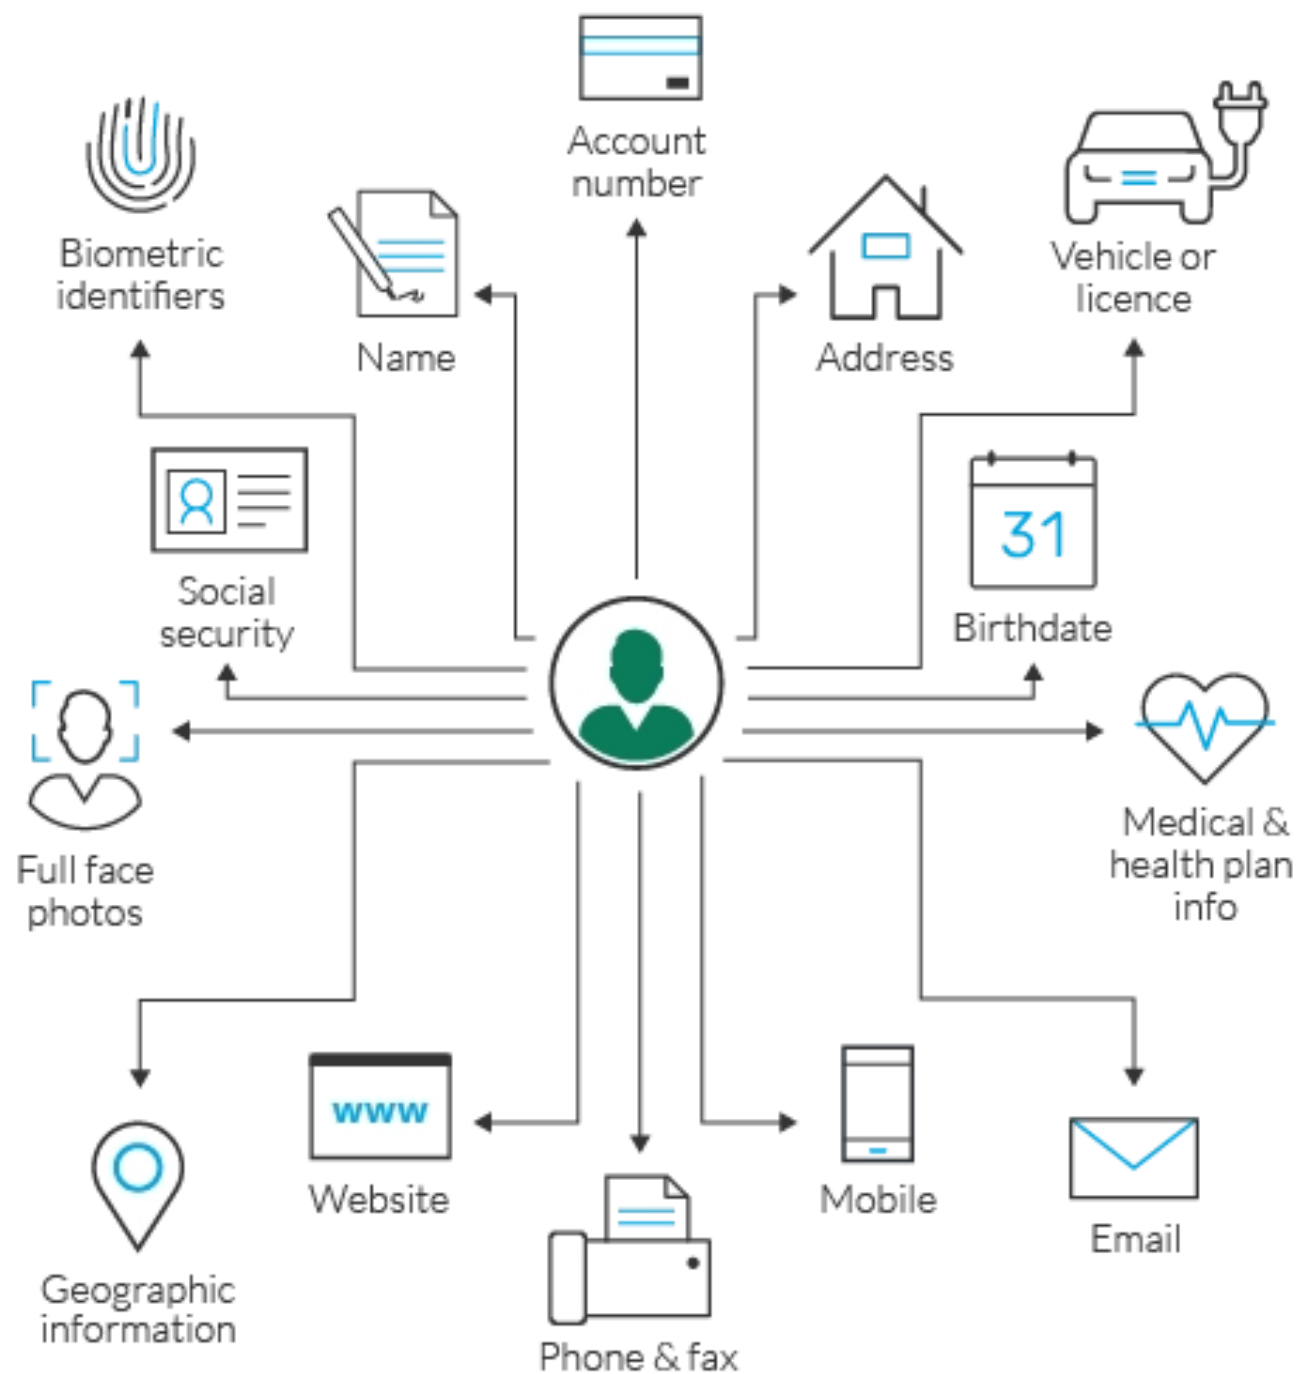 Account
number
Biometric
identifiers
Name
Address
Vehicle or
licence
Social
security
31
Birthdate
Full face
photos
Medical &
health plan
info
www
Website
Mobile
Email
Geographic
information
Phone & fax